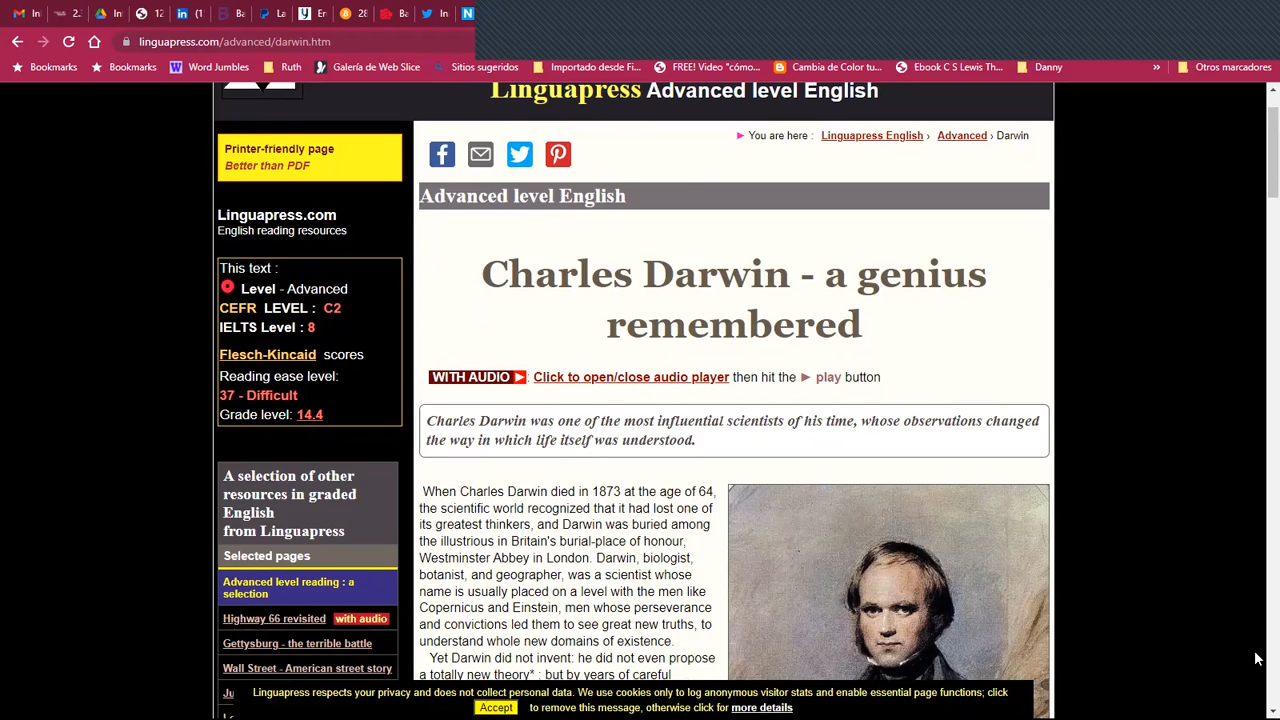 In
2.
In
12
(1
Ba
La
En
28
Ba
In
linguapress.com/advanced/darwin.htm
Bookmarks
Bookmarks
Word Jumbles
Ruth
Galería de Web Slice
Sitios sugeridos
Importado desde Fi...
FREE! Video "cómo...
Cambia de Color tu...
Ebook C S Lewis Th...
Danny
»
Otros marcadores
Linguapress Advanced level English
You are here : Linguapress English › Advanced › Darwin
Printer-friendly page
Better than PDF
Linguapress.com
English reading resources
This text :
Level - Advanced
CEFR LEVEL : C2
IELTS Level : 8
Flesch-Kincaid scores
Reading ease level:
37 - Difficult
Grade level: 14.4
A selection of other
resources in graded
English
from Linguapress
Selected pages
Advanced level reading : a
selection
Highway 66 revisited with audio
Gettysburg - the terrible battle
Wall Street - American street story
Ju
Advanced level English
Charles Darwin - a genius
remembered
WITH AUDIO ►: Click to open/close audio player then hit the ► play button
Charles Darwin was one of the most influential scientists of his time, whose observations changed
the way in which life itself was understood.
When Charles Darwin died in 1873 at the age of 64,
the scientific world recognized that it had lost one of
its greatest thinkers, and Darwin was buried among
the illustrious in Britain's burial-place of honour,
Westminster Abbey in London. Darwin, biologist,
botanist, and geographer, was a scientist whose
name is usually placed on a level with the men like
Copernicus and Einstein, men whose perseverance
and convictions led them to see great new truths, to
understand whole new domains of existence.
Yet Darwin did not invent: he did not even propose
a totally new theory* ; but by years of careful
Linguapress respects your privacy and does not collect personal data. We use cookies only to log anonymous visitor stats and enable essential page functions; click
Accept to remove this message, otherwise click for more details